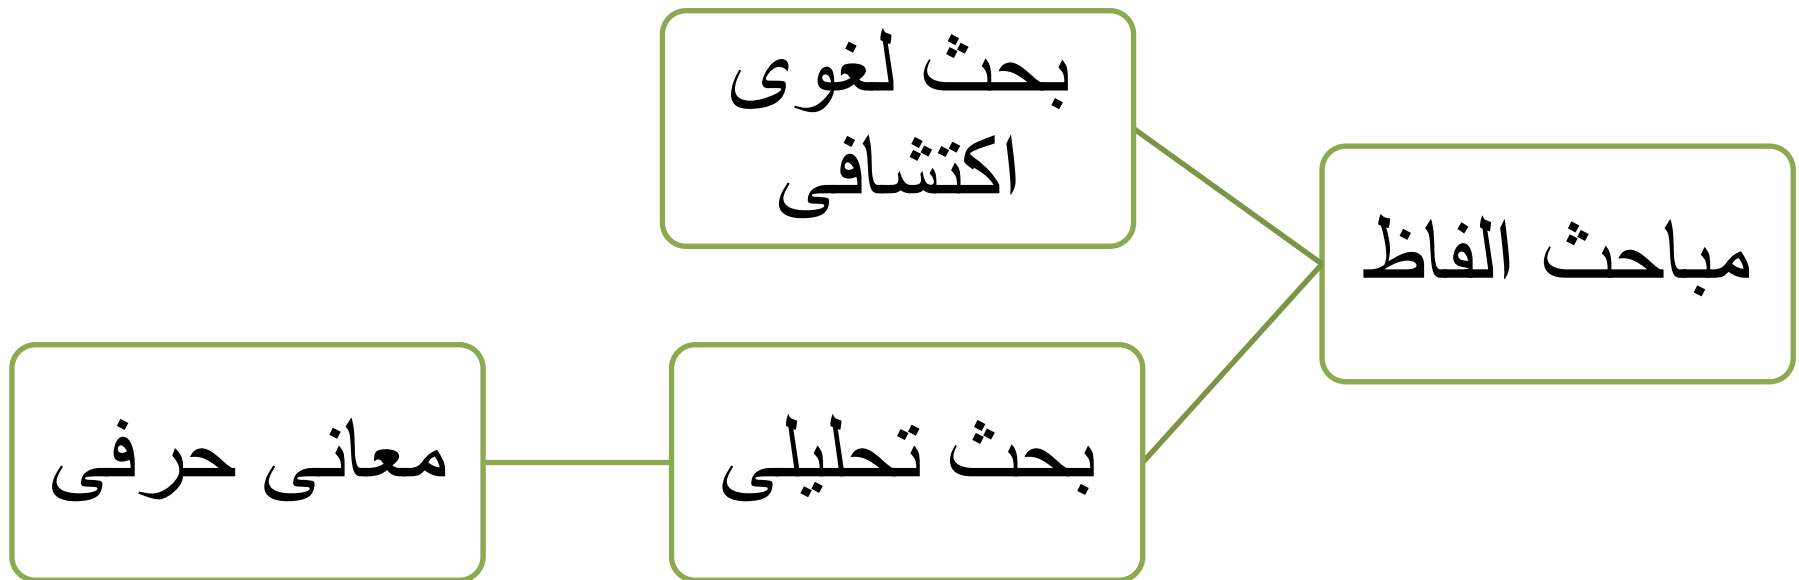 مباحث الفاظ
بحث لغوی
اکتشافی
بحث تحلیلی
معانی حرفی